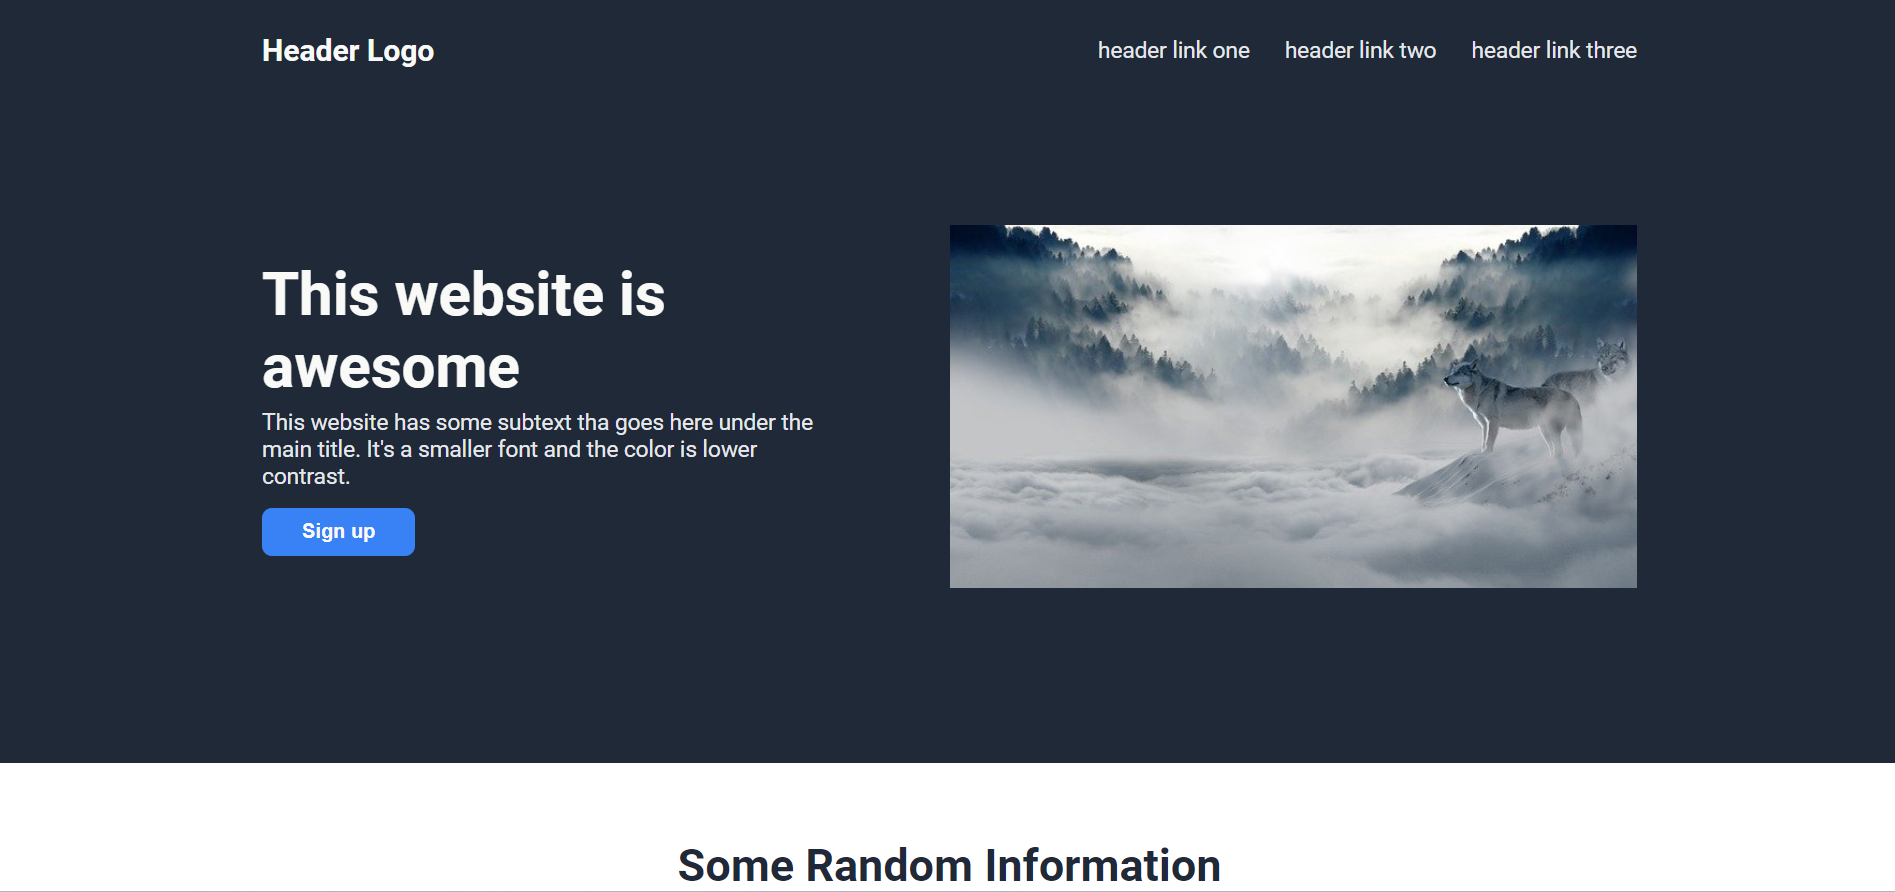 Header Logo
header link one
header link two
header link three
This website is
awesome
This website has some subtext tha goes here under the
main title. It's a smaller font and the color is lower
contrast.
Sign up
Some Random Information